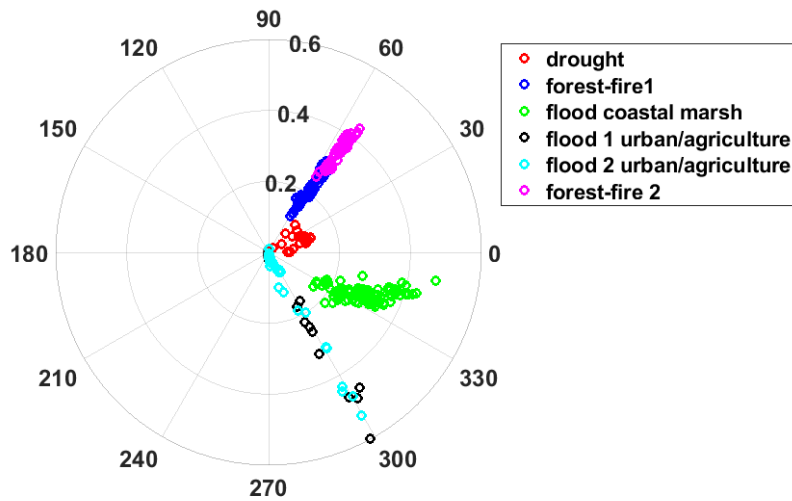 90
0.6
120
60
0.4
150
30
0.2
180
0
210
330
240
300
270
drought
forest-fire1
flood coastal marsh
flood 1 urban/agriculture
flood 2 urban/agriculture
forest-fire 2